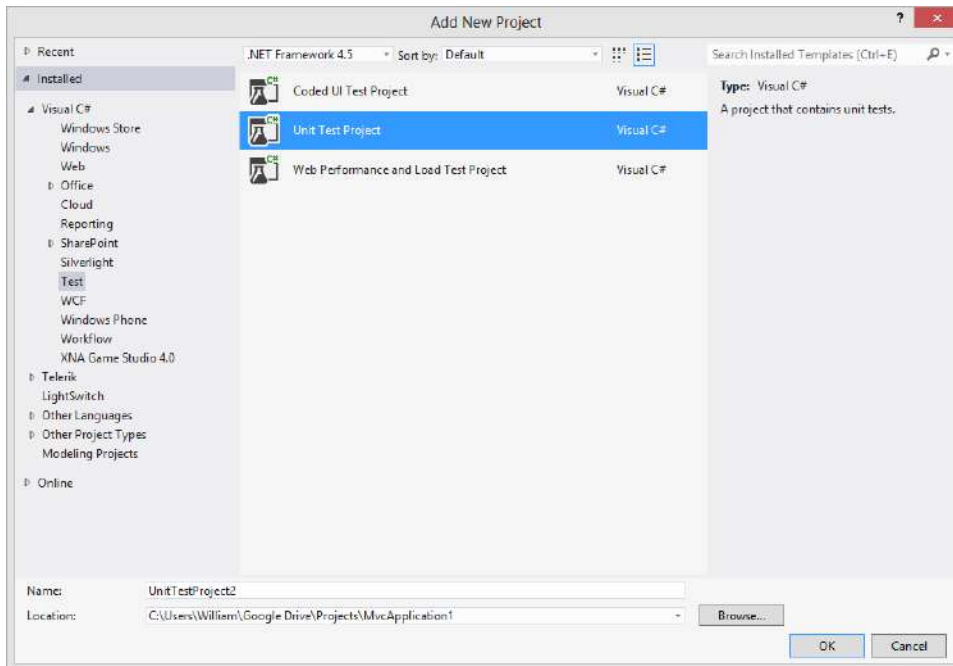 Add New Project
?
×
Recent
.NET Framework 4.5
Sort by: Default
Search Installed Templates (Ctrl+E)
Installed
Visual C#
Windows Store
Windows
Web
Office
Cloud
Reporting
SharePoint
Silverlight
Test
WCF
Windows Phone
Workflow
XNA Game Studio 4.0
Telerik
LightSwitch
Other Languages
Other Project Types
Modeling Projects
Online
C# Coded UI Test Project Visual C#
C# Unit Test Project Visual C#
C# Web Performance and Load Test Project Visual C#
Type: Visual C#
A project that contains unit tests.
Name: UnitTestProject2
Location: C:\Users\William\Google Drive\Projects\MvcApplication1
Browse...
OK
Cancel